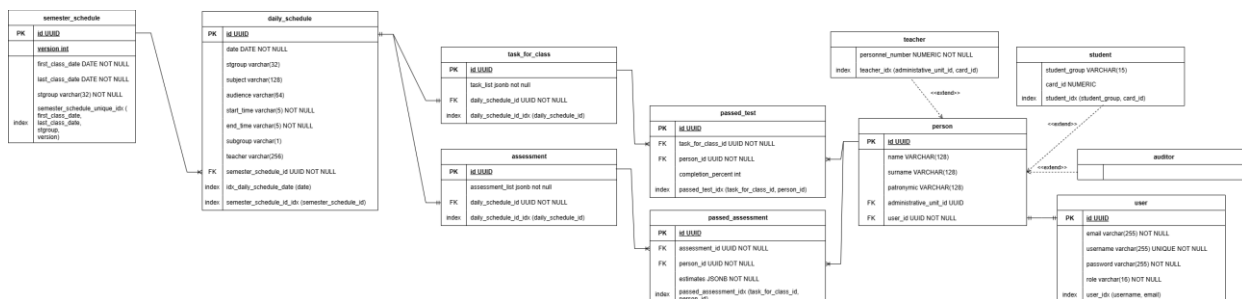 semester_schedule
PK id UUID
version int
first_class_date DATE NOT NULL
last_class_date DATE NOT NULL
stgroup varchar(32) NOT NULL
index semester_schedule_unique_idx (
first_class_date,
last_class_date,
stgroup,
version)
daily_schedule
PK id UUID
date DATE NOT NULL
stgroup varchar(32)
subject varchar(128)
audience varchar(64)
start_time varchar(5) NOT NULL
end_time varchar(5) NOT NULL
subgroup varchar(1)
teacher varchar(256)
FK semester_schedule_id UUID NOT NULL
index idx_daily_schedule_date (date)
index semester_schedule_id_idx (semester_schedule_id)
task_for_class
PK id UUID
task_list jsonb not null
FK daily_schedule_id UUID NOT NULL
index daily_schedule_id_idx (daily_schedule_id)
assessment
PK id UUID
assessment_list jsonb not null
FK daily_schedule_id UUID NOT NULL
index daily_schedule_id_idx (daily_schedule_id)
passed_test
PK id UUID
FK task_for_class_id UUID NOT NULL
FK person_id UUID NOT NULL
completion_percent int
index passed_test_idx (task_for_class_id, person_id)
passed_assessment
PK id UUID
FK assessment_id UUID NOT NULL
FK person_id UUID NOT NULL
estimates JSONB NOT NULL
index passed_assessment_idx (task_for_class_id,
person_id)
teacher
personnel_number NUMERIC NOT NULL
index teacher_idx (administative_unit_id, card_id)
<<extend>>
student
student_group VARCHAR(15)
card_id NUMERIC
index student_idx (student_group, card_id)
<<extend>>
person
PK id UUID
name VARCHAR(128)
surname VARCHAR(128)
patronymic VARCHAR(128)
FK administrative_unit_id UUID
FK user_id UUID NOT NULL
<<extend>>
auditor
user
PK id UUID
email varchar(255) NOT NULL
username varchar(255) UNIQUE NOT NULL
password varchar(255) NOT NULL
role varchar(16) NOT NULL
index user_idx (username, email)